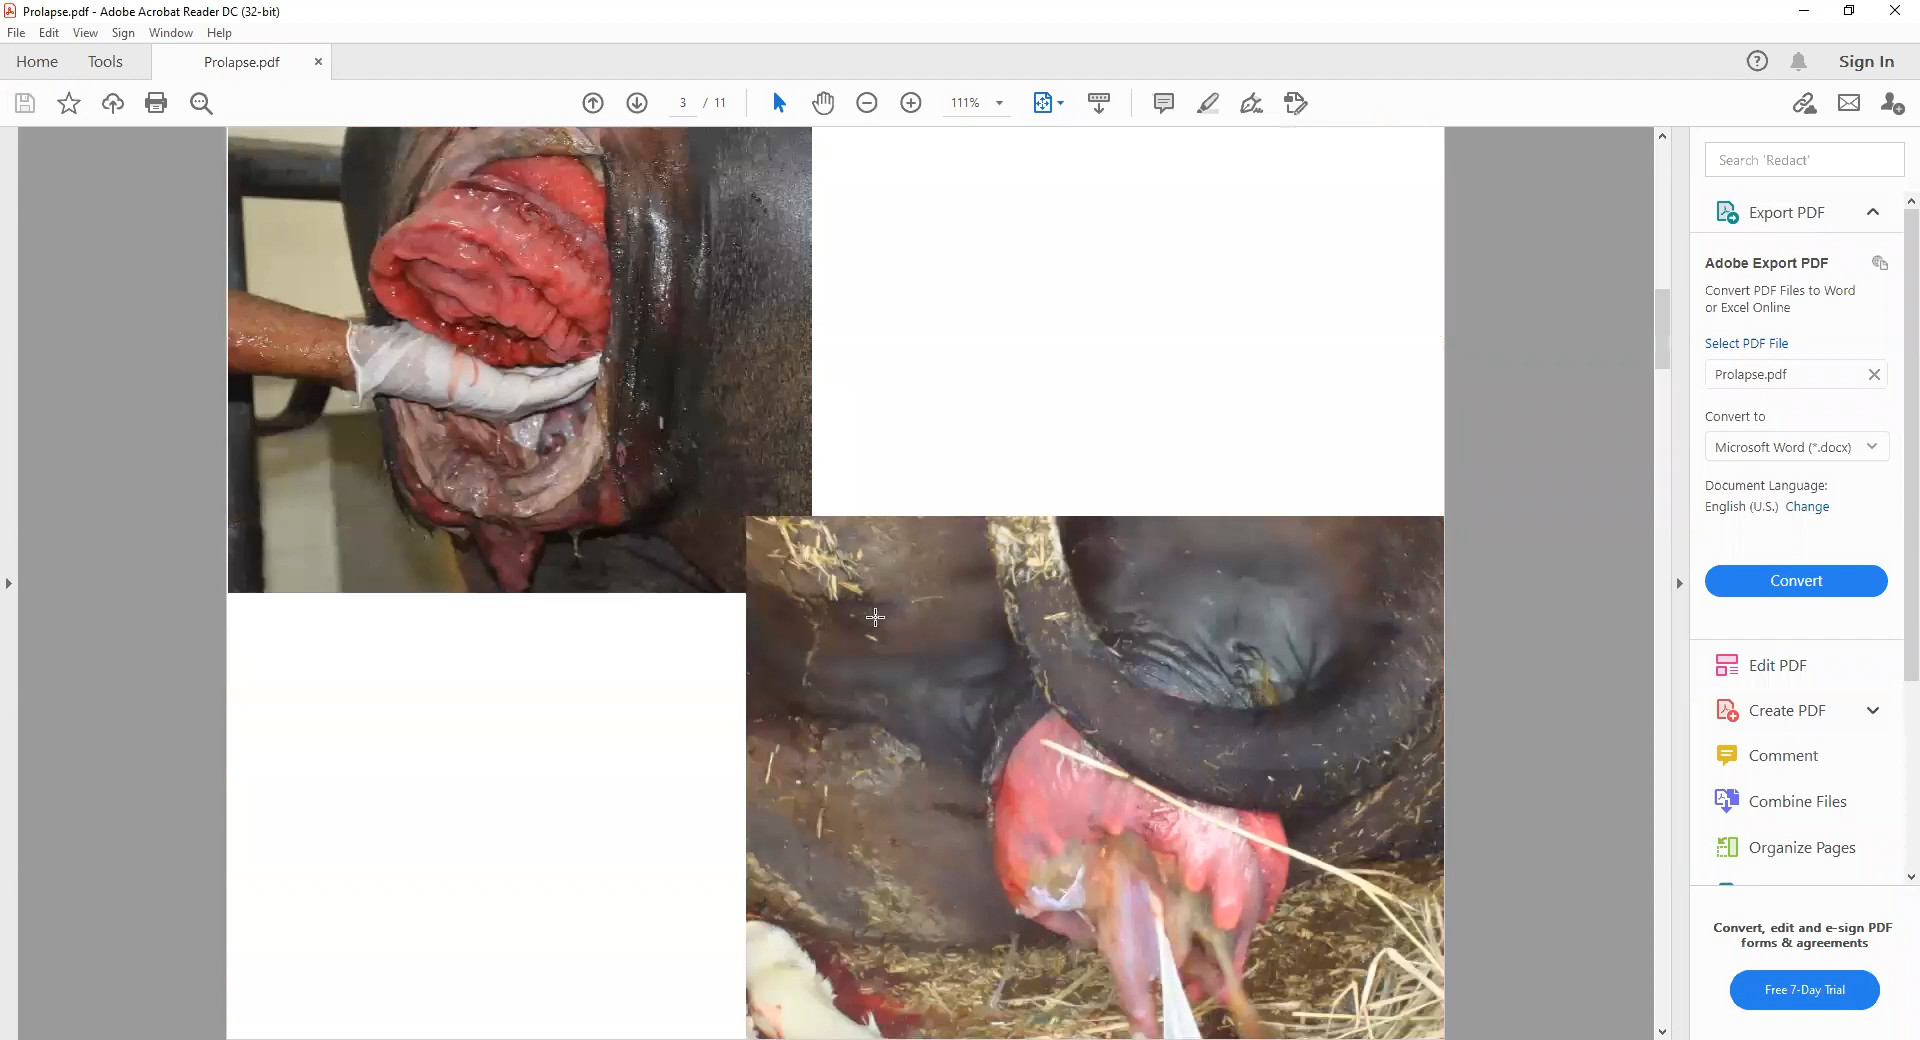 Prolapse.pdf - Adobe Acrobat Reader DC (32-bit)
File Edit View Sign Window Help
Home Tools Prolapse.pdf Sign In
3 / 11 111%
Search 'Redact'
Export PDF
Adobe Export PDF
Convert PDF Files to Word
or Excel Online
Select PDF File
Prolapse.pdf
Convert to
Microsoft Word (*.docx)
Document Language:
English (U.S.) Change
Convert
Edit PDF
Create PDF
Comment
Combine Files
Organize Pages
Convert, edit and e-sign PDF
forms & agreements
Free 7-Day Trial